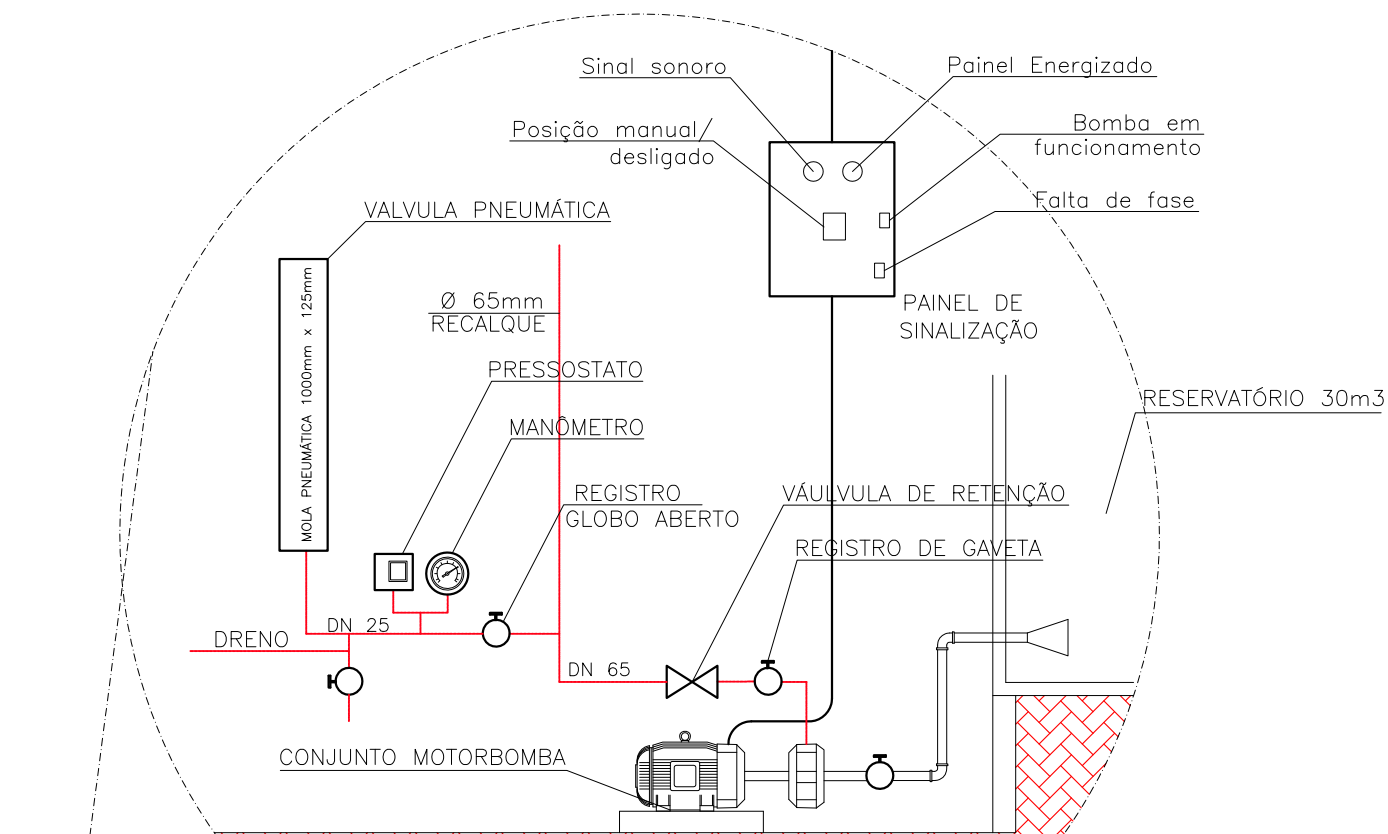 Sinal sonoro
Painel Energizado
Posição manual/
desligado
Bomba em
funcionamento
Falta de fase
VALVULA PNEUMÁTICA
MOLA PNEUMÁTICA 1000mm x 125mm
Ø 65mm
RECALQUE
PAINEL DE
SINALIZAÇÃO
PRESSOSTATO
MANÔMETRO
RESERVATÓRIO 30m3
REGISTRO
GLOBO ABERTO
VÁULVULA DE RETENÇÃO
REGISTRO DE GAVETA
DN 25
DRENO
DN 65
CONJUNTO MOTORBOMBA